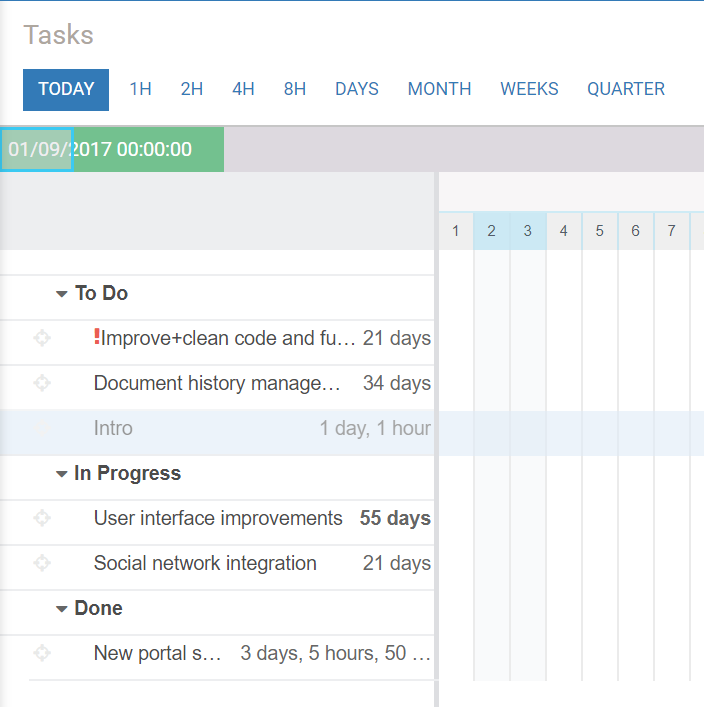 Tasks
TODAY 1H 2H 4H 8H DAYS MONTH WEEKS QUARTER
01/09/2017 00:00:00
1 2 3 4 5 6 7
To Do
!Improve+clean code and fu... 21 days
Document history manage... 34 days
Intro 1 day, 1 hour
In Progress
User interface improvements 55 days
Social network integration 21 days
Done
New portal s... 3 days, 5 hours, 50 ...